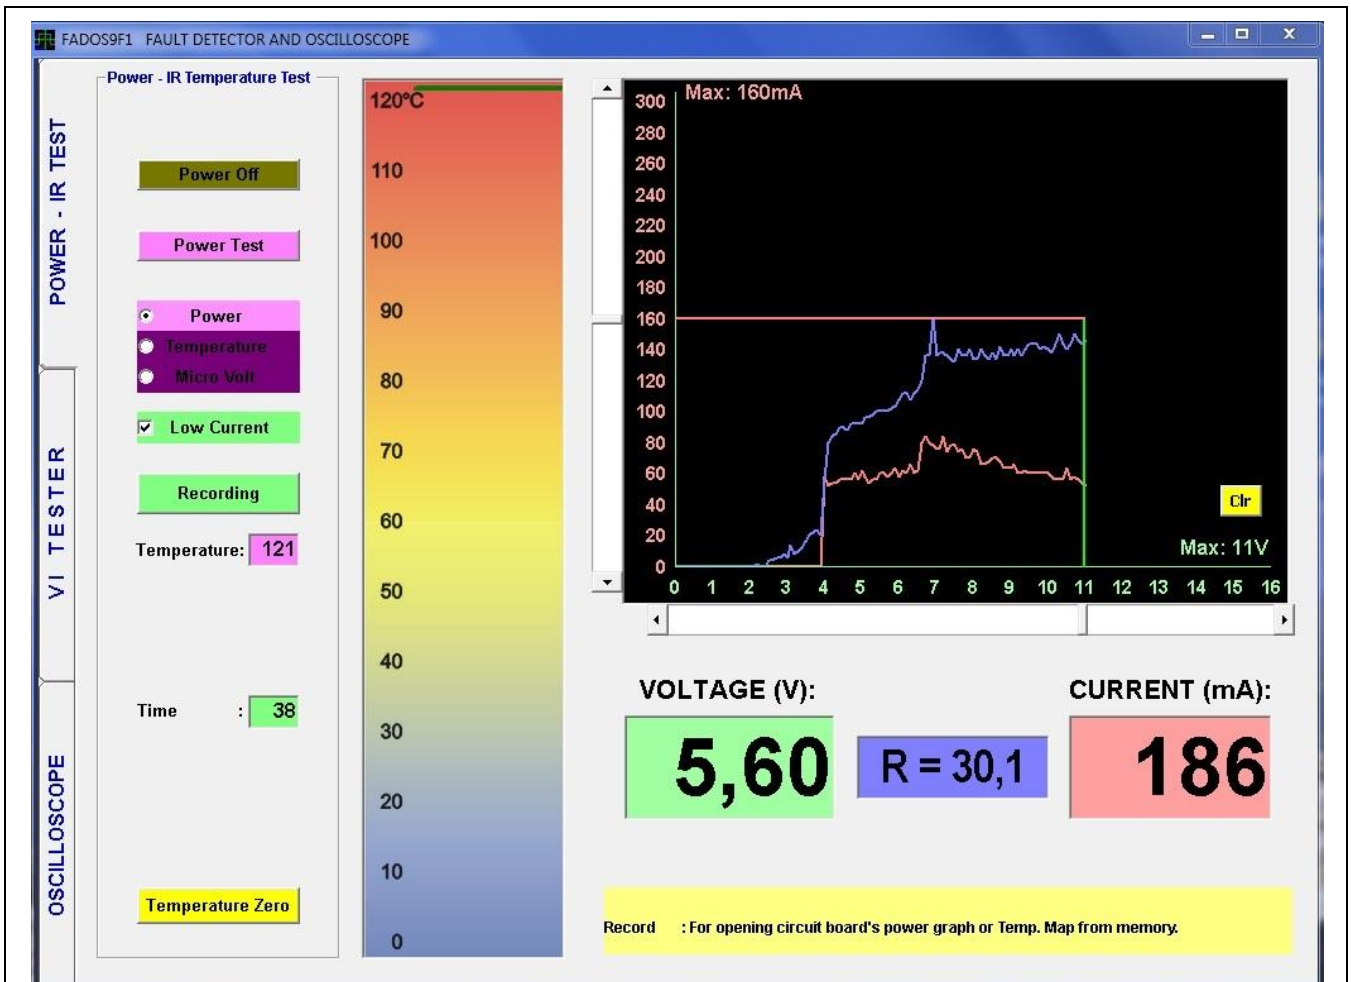 FADOS9F1   FAULT DETECTOR AND OSCILLOSCOPE
X
POWER - IR TEST
VI TESTER
OSCILLOSCOPE
Power - IR Temperature Test
Power Off
Power Test
Power
Temperature
Micro Volt
Low Current
Recording
Temperature: 121
Time : 38
Temperature Zero
120°C
110
100
90
80
70
60
50
40
30
20
10
0
Max: 160mA
300
280
260
240
220
200
180
160
140
120
100
80
60
40
20
0
Clr
Max: 11V
0 1 2 3 4 5 6 7 8 9 10 11 12 13 14 15 16
VOLTAGE (V): CURRENT (mA):
5,60 R = 30,1 186
Record : For opening circuit board's power graph or Temp. Map from memory.